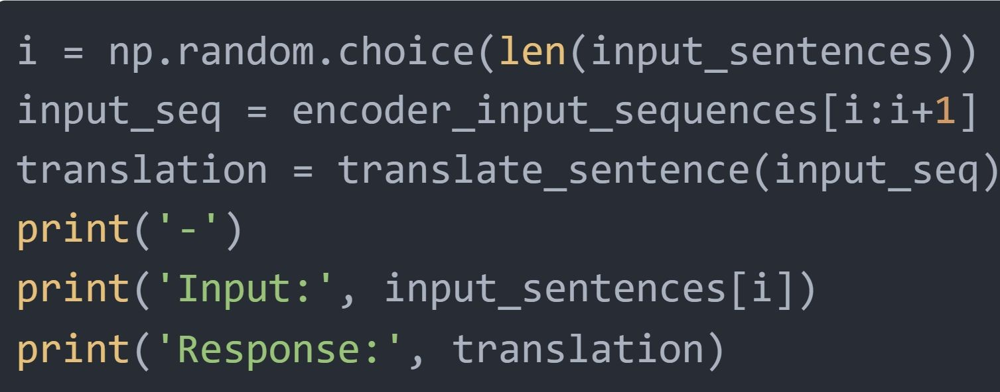 i = np.random.choice(len(input_sentences))
input_seq = encoder_input_sequences[i:i+1]
translation = translate_sentence(input_seq)
print('-')
print('Input:', input_sentences[i])
print('Response:', translation)